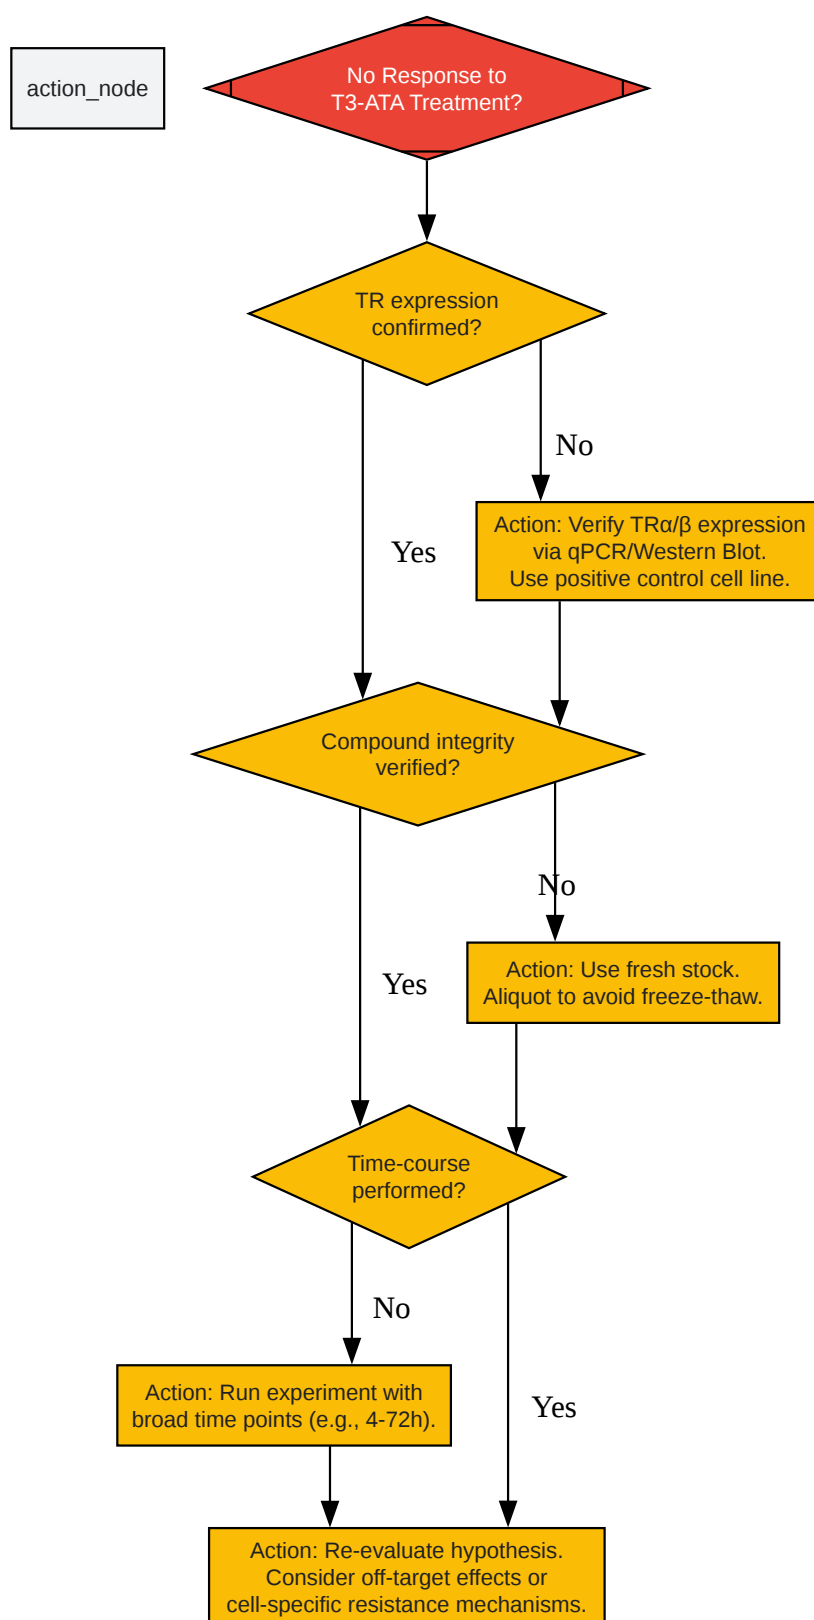 action_node
No Response to
T3-ATA Treatment?
TR expression
confirmed?
No
Yes
Action: Verify TRα/β expression
via qPCR/Western Blot.
Use positive control cell line.
Compound integrity
verified?
No
Yes
Action: Use fresh stock.
Aliquot to avoid freeze-thaw.
Time-course
performed?
No
Yes
Action: Run experiment with
broad time points (e.g., 4-72h).
Action: Re-evaluate hypothesis.
Consider off-target effects or
cell-specific resistance mechanisms.